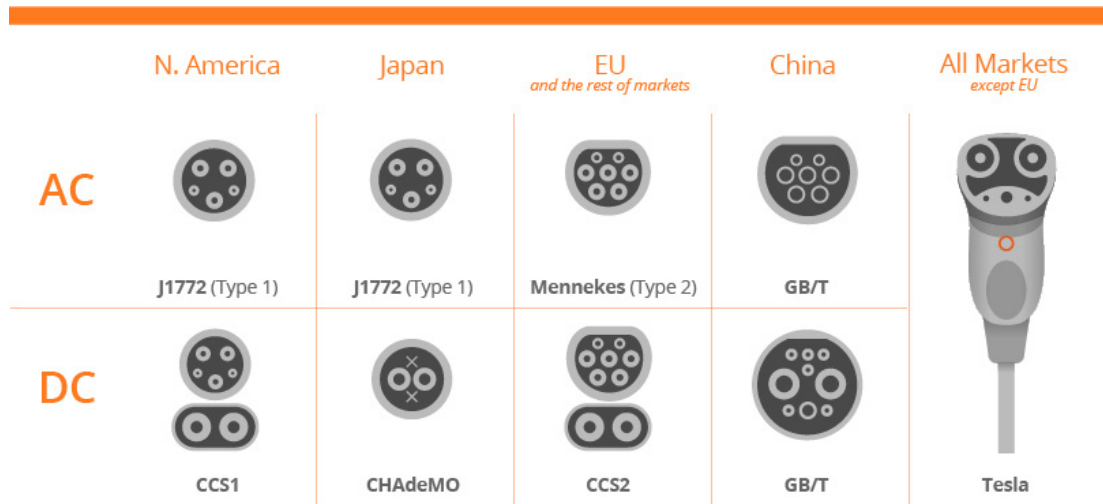 N. America
Japan
EU
and the rest of markets
China
All Markets
except EU
AC
J1772 (Type 1)
J1772 (Type 1)
Mennekes (Type 2)
GB/T
DC
CCS1
CHAdeMO
CCS2
GB/T
Tesla